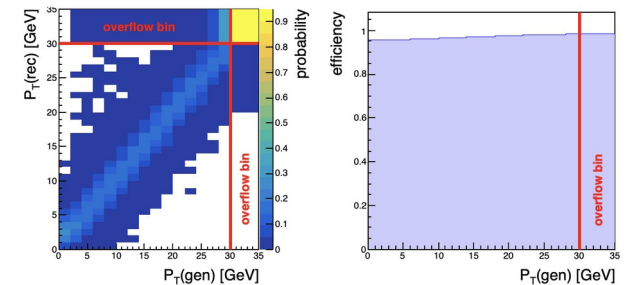 overflow bin
overflow bin
P_T(rec) [GeV]
35
30
25
20
15
10
5
0
0 5 10 15 20 25 30 35
P_T(gen) [GeV]
0.9
0.8
0.7
0.6
0.5
0.4
0.3
0.2
0.1
0
probability
efficiency
1
0.8
0.6
0.4
0.2
0
0 5 10 15 20 25 30 35
P_T(gen) [GeV]
overflow bin